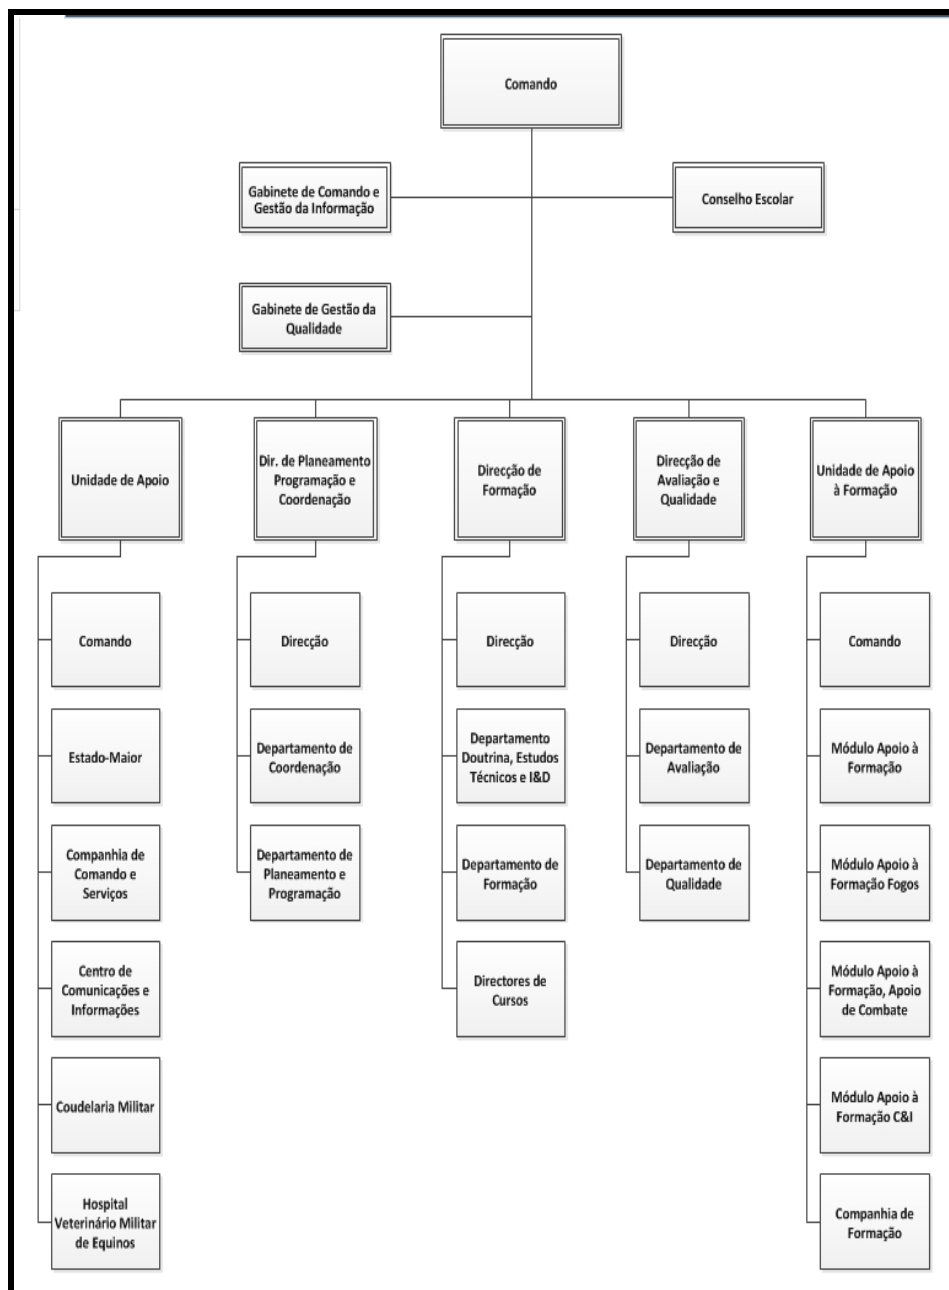 Comando
Gabinete de Comando e
Gestão da Informação
Conselho Escolar
Gabinete de Gestão da
Qualidade
Unidade de Apoio
Dir. de Planeamento
Programação e
Coordenação
Direcção de
Formação
Direcção de
Avaliação e
Qualidade
Unidade de Apoio
à Formação
Comando
Estado-Maior
Companhia de
Comando e
Serviços
Centro de
Comunicações e
Informações
Coudelaria Militar
Hospital
Veterinário Militar
de Equinos
Direcção
Departamento de
Coordenação
Departamento de
Planeamento e
Programação
Direcção
Departamento
Doutrina, Estudos
Técnicos e I&D
Departamento de
Formação
Directores de
Cursos
Direcção
Departamento de
Avaliação
Departamento de
Qualidade
Comando
Módulo Apoio à
Formação
Módulo Apoio à
Formação Fogos
Módulo Apoio à
Formação, Apoio
de Combate
Módulo Apoio à
Formação C&I
Companhia de
Formação